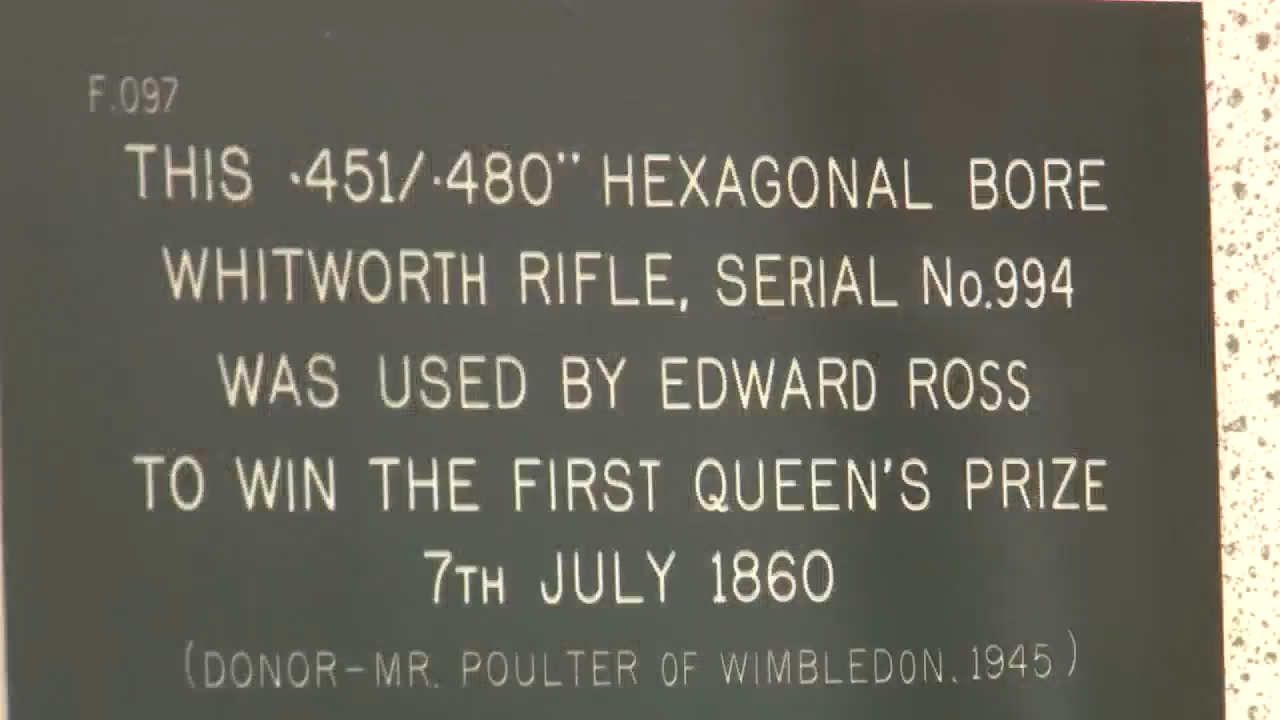 F.097
THIS ·451/·480" HEXAGONAL BORE
WHITWORTH RIFLE, SERIAL No.994
WAS USED BY EDWARD ROSS
TO WIN THE FIRST QUEEN'S PRIZE
7TH JULY 1860
(DONOR-MR. POULTER OF WIMBLEDON. 1945)